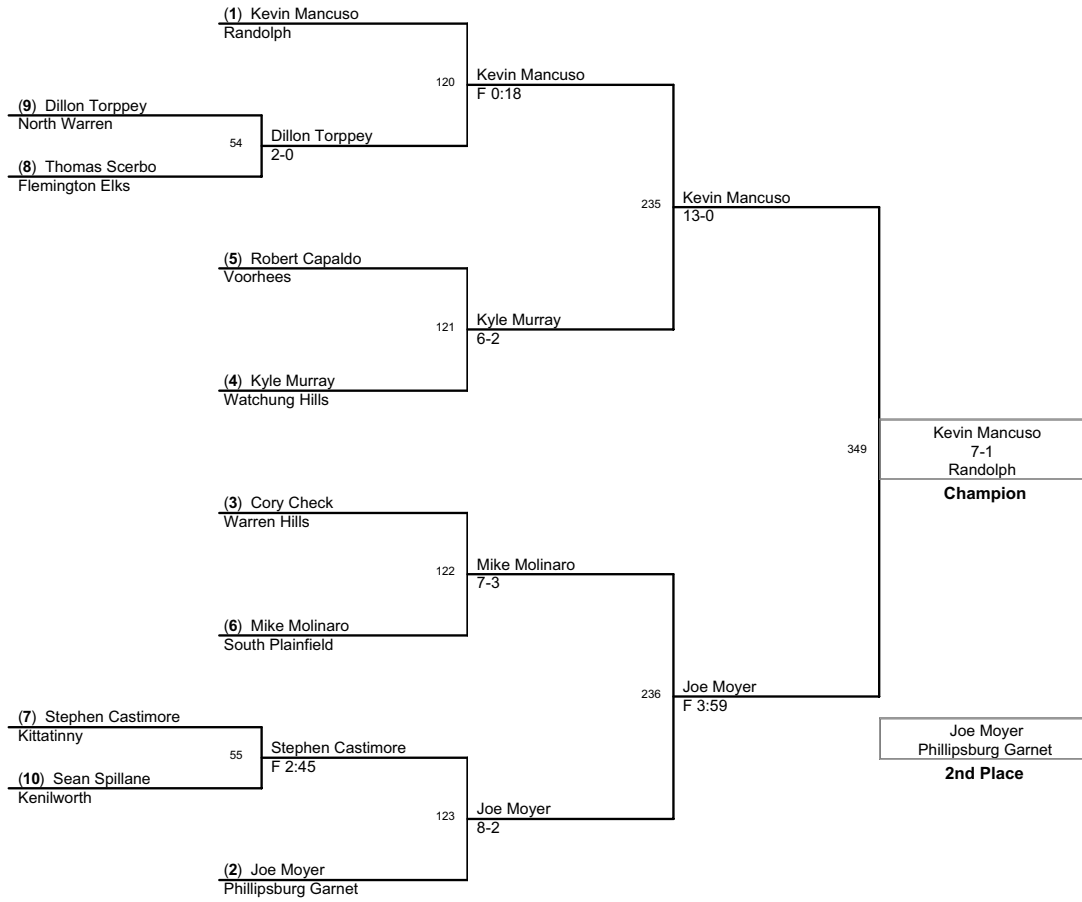 (1) Kevin Mancuso
Randolph
120
Kevin Mancuso
F 0:18
(9) Dillon Torppey
North Warren
54
Dillon Torppey
2-0
(8) Thomas Scerbo
Flemington Elks
235
Kevin Mancuso
13-0
(5) Robert Capaldo
Voorhees
121
Kyle Murray
6-2
(4) Kyle Murray
Watchung Hills
349
Kevin Mancuso
7-1
Randolph
Champion
(3) Cory Check
Warren Hills
122
Mike Molinaro
7-3
(6) Mike Molinaro
South Plainfield
236
Joe Moyer
F 3:59
(7) Stephen Castimore
Kittatinny
55
Stephen Castimore
F 2:45
(10) Sean Spillane
Kenilworth
123
Joe Moyer
8-2
(2) Joe Moyer
Phillipsburg Garnet
Joe Moyer
Phillipsburg Garnet
2nd Place